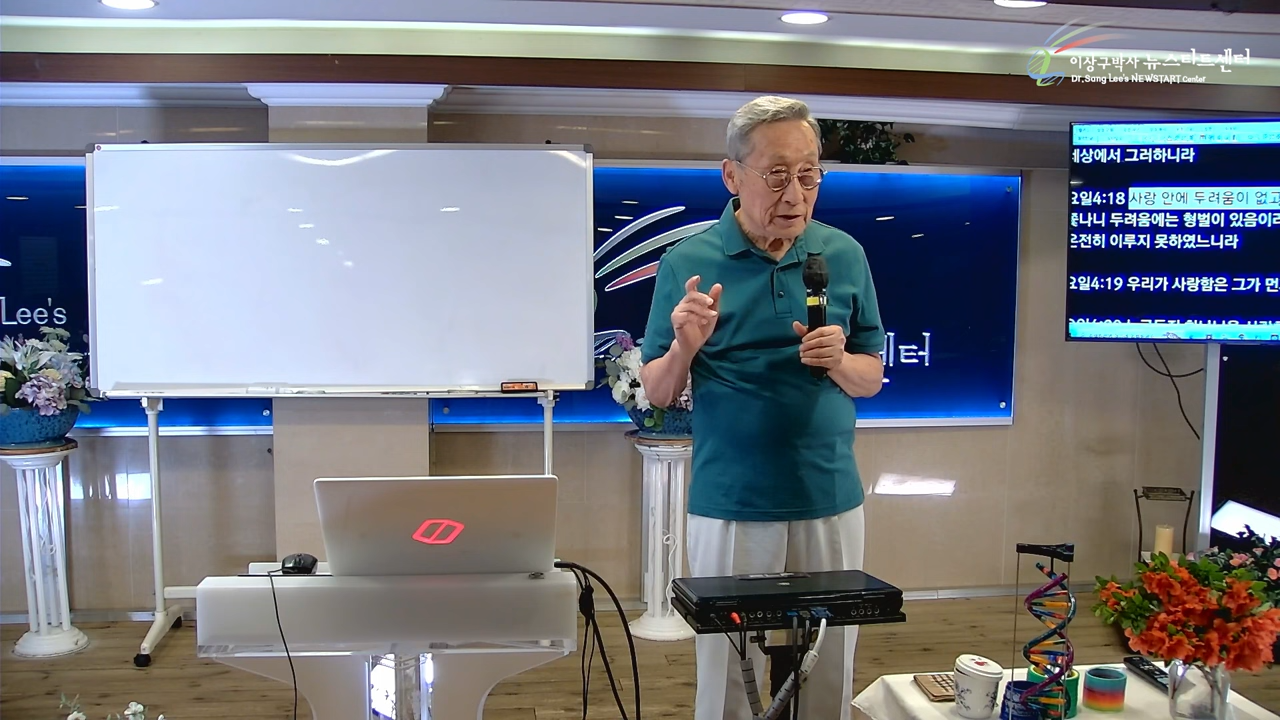 이상구박사 뉴스타트센터
Dr. Sang Lee's NEWSTART Center
세상에서 그러하니라
요일4:18 사랑 안에 두려움이 없고
쫓나니 두려움에는 형벌이 있음이라
온전히 이루지 못하였느니라
요일4:19 우리가 사랑함은 그가 먼
Lee's
센터